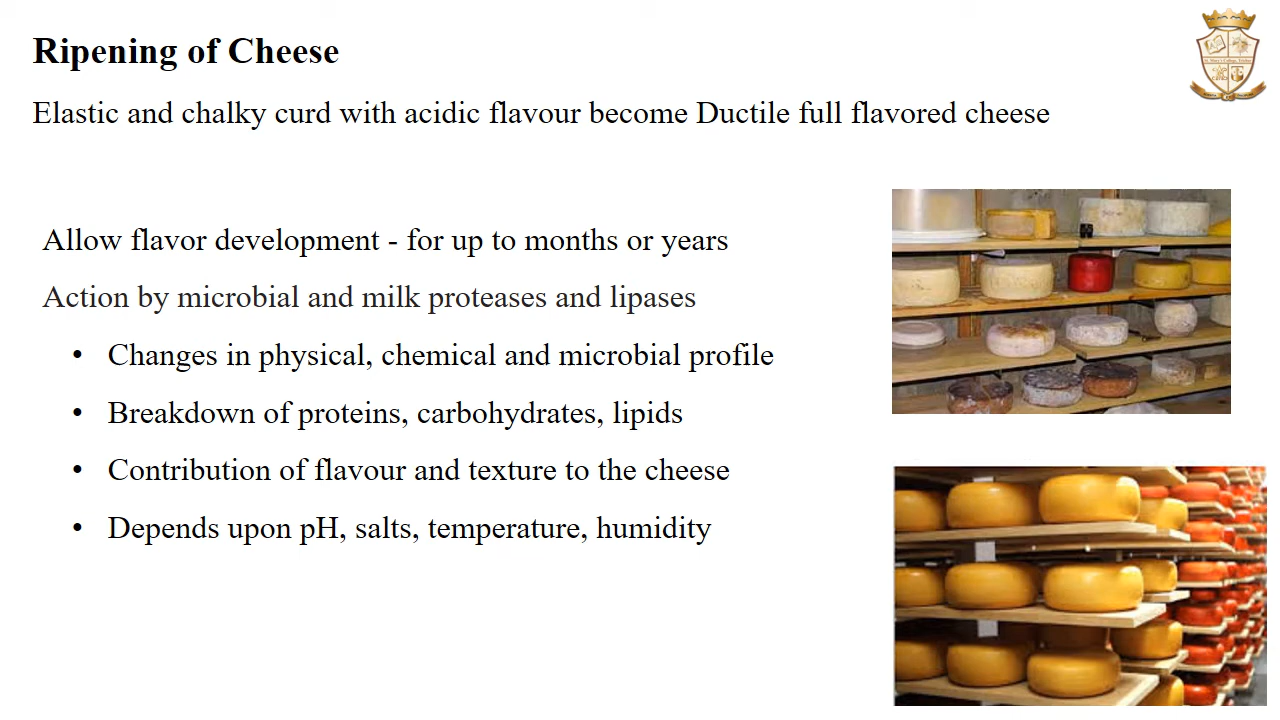 Ripening of Cheese
Elastic and chalky curd with acidic flavour become Ductile full flavored cheese
Allow flavor development - for up to months or years
Action by microbial and milk proteases and lipases
• Changes in physical, chemical and microbial profile
• Breakdown of proteins, carbohydrates, lipids
• Contribution of flavour and texture to the cheese
• Depends upon pH, salts, temperature, humidity